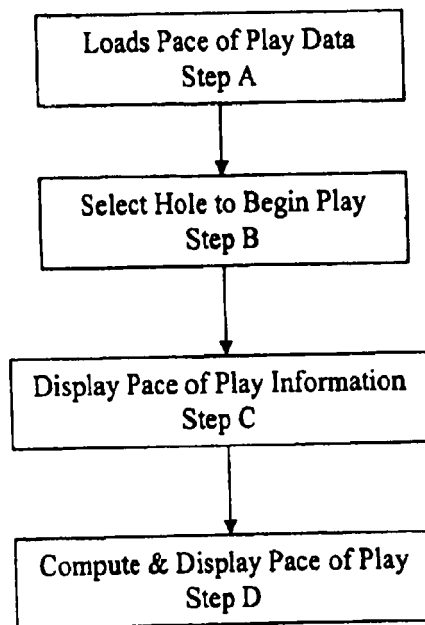 Loads Pace of Play Data
Step A
Select Hole to Begin Play
Step B
Display Pace of Play Information
Step C
Compute & Display Pace of Play
Step D